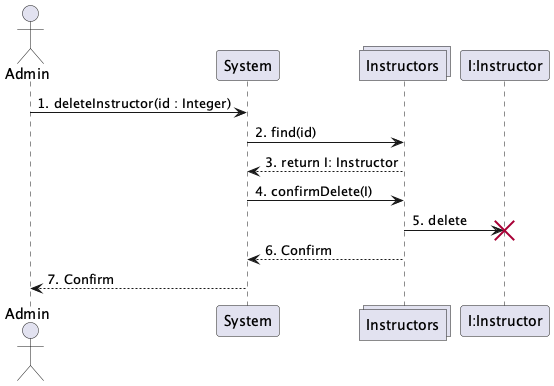 Admin
System
Instructors
I:Instructor
1. deleteInstructor(id : Integer)
2. find(id)
3. return I: Instructor
4. confirmDelete(I)
5. delete
6. Confirm
7. Confirm
Admin
System
Instructors
I:Instructor